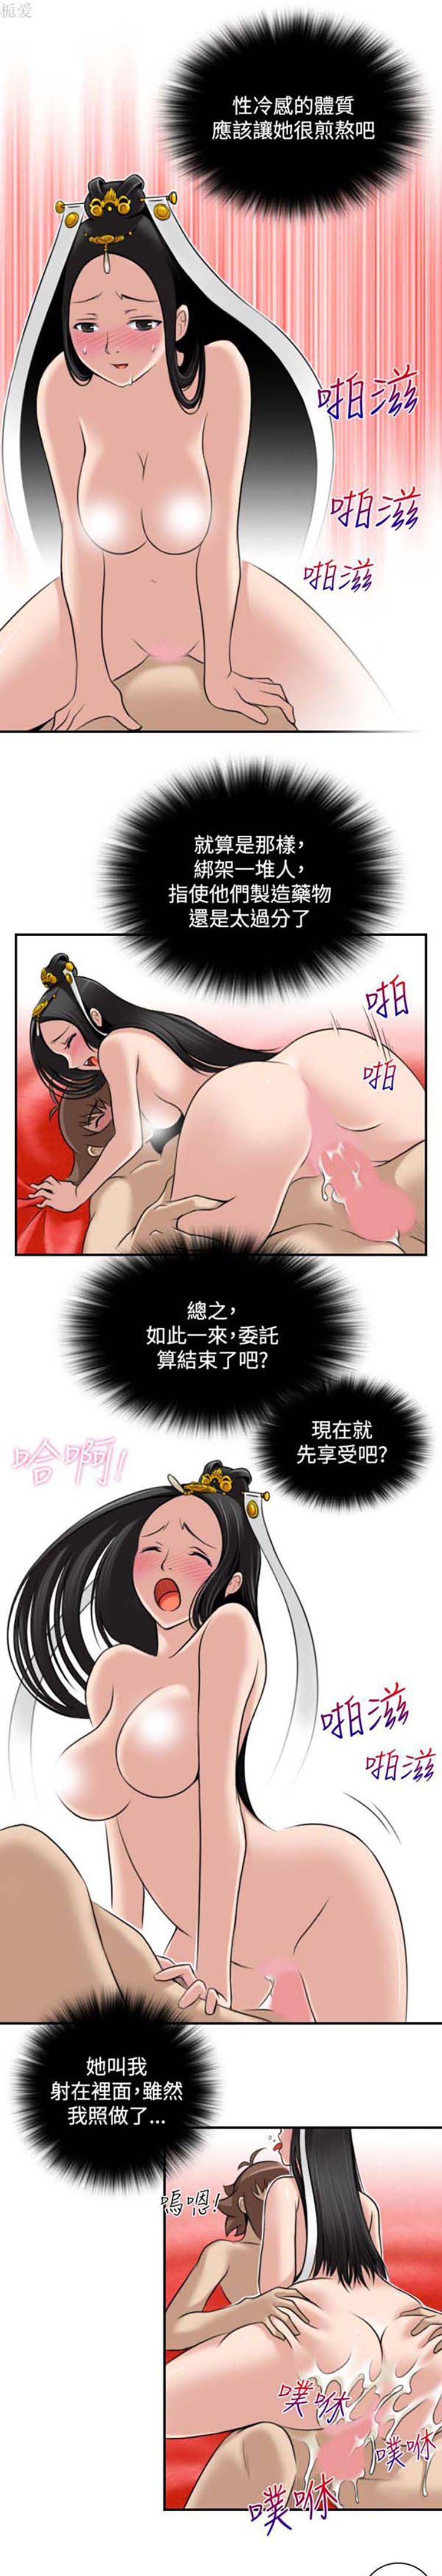 栀爱
性冷感的體質
應該讓她很煎熬吧
啪滋
啪滋
啪滋
就算是那樣,
綁架一堆人,
指使他們製造藥物
還是太過分了
啪
啪
總之,
如此一來,委託
算結束了吧?
現在就
先享受吧?
哈啊!
啪滋
啪滋
她叫我
射在裡面,雖然
我照做了...
嗚嗯!
噗咻
噗咻
噗咻